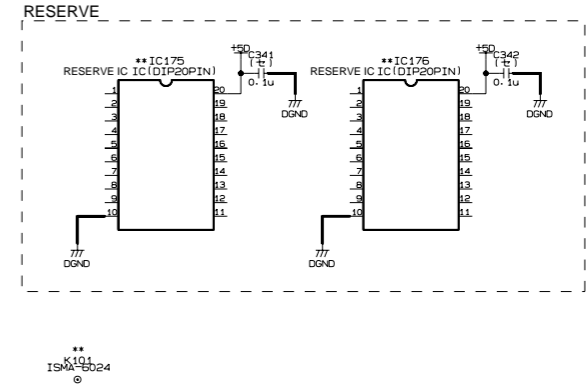 RESERVE
**IC175
RESERVE IC IC(DIP20PIN)
+5D
C341
(セ)
0.1u
DGND
1
2
3
4
5
6
7
8
9
10
20
19
18
17
16
15
14
13
12
11
DGND
**IC176
RESERVE IC IC(DIP20PIN)
+5D
C342
(セ)
0.1u
DGND
1
2
3
4
5
6
7
8
9
10
20
19
18
17
16
15
14
13
12
11
DGND
**
K101
ISMA-6024